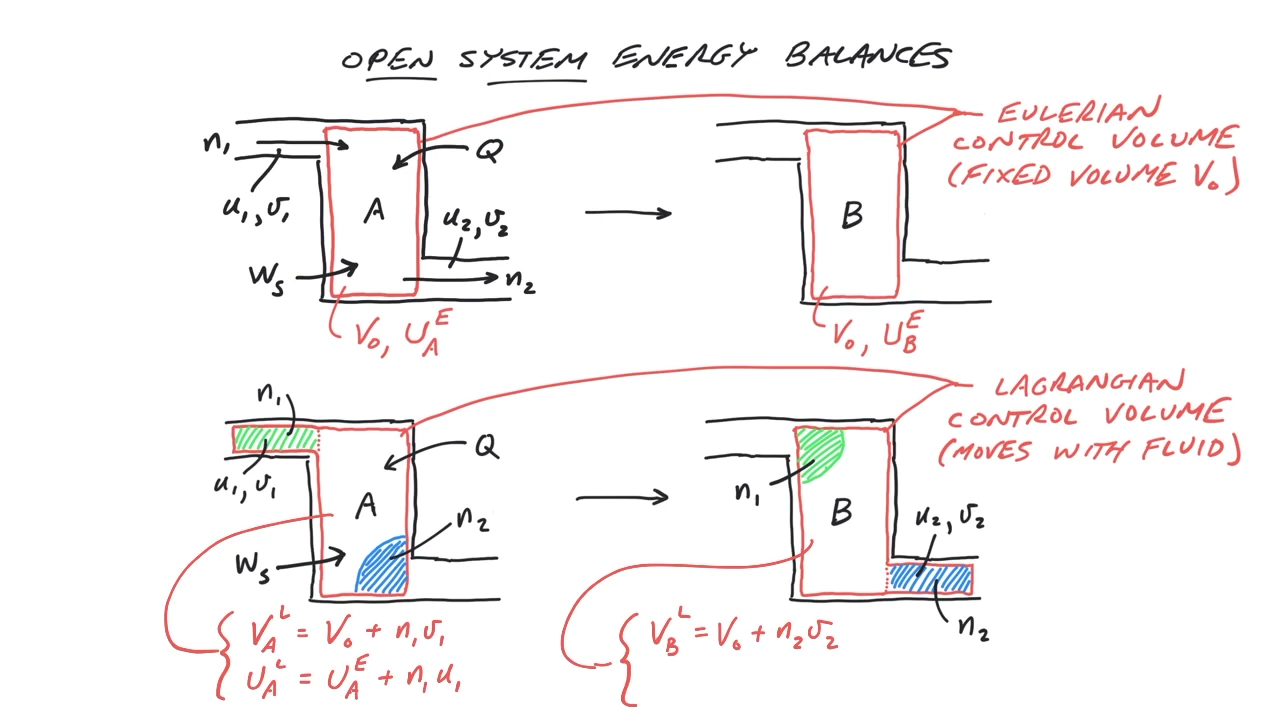 OPEN SYSTEM ENERGY BALANCES
n₁
Q
u₁, v₁
A
u₂, v₂
Wₛ
n₂
V₀, U_A^E
B
V₀, U_B^E
EULERIAN
CONTROL VOLUME
(FIXED VOLUME V₀)
n₁
Q
u₁, v₁
A
n₂
Wₛ
V_A^L = V₀ + n₁v₁
U_A^L = U_A^E + n₁u₁
n₁
B
u₂, v₂
n₂
V_B^L = V₀ + n₂v₂
LAGRANGIAN
CONTROL VOLUME
(MOVES WITH FLUID)